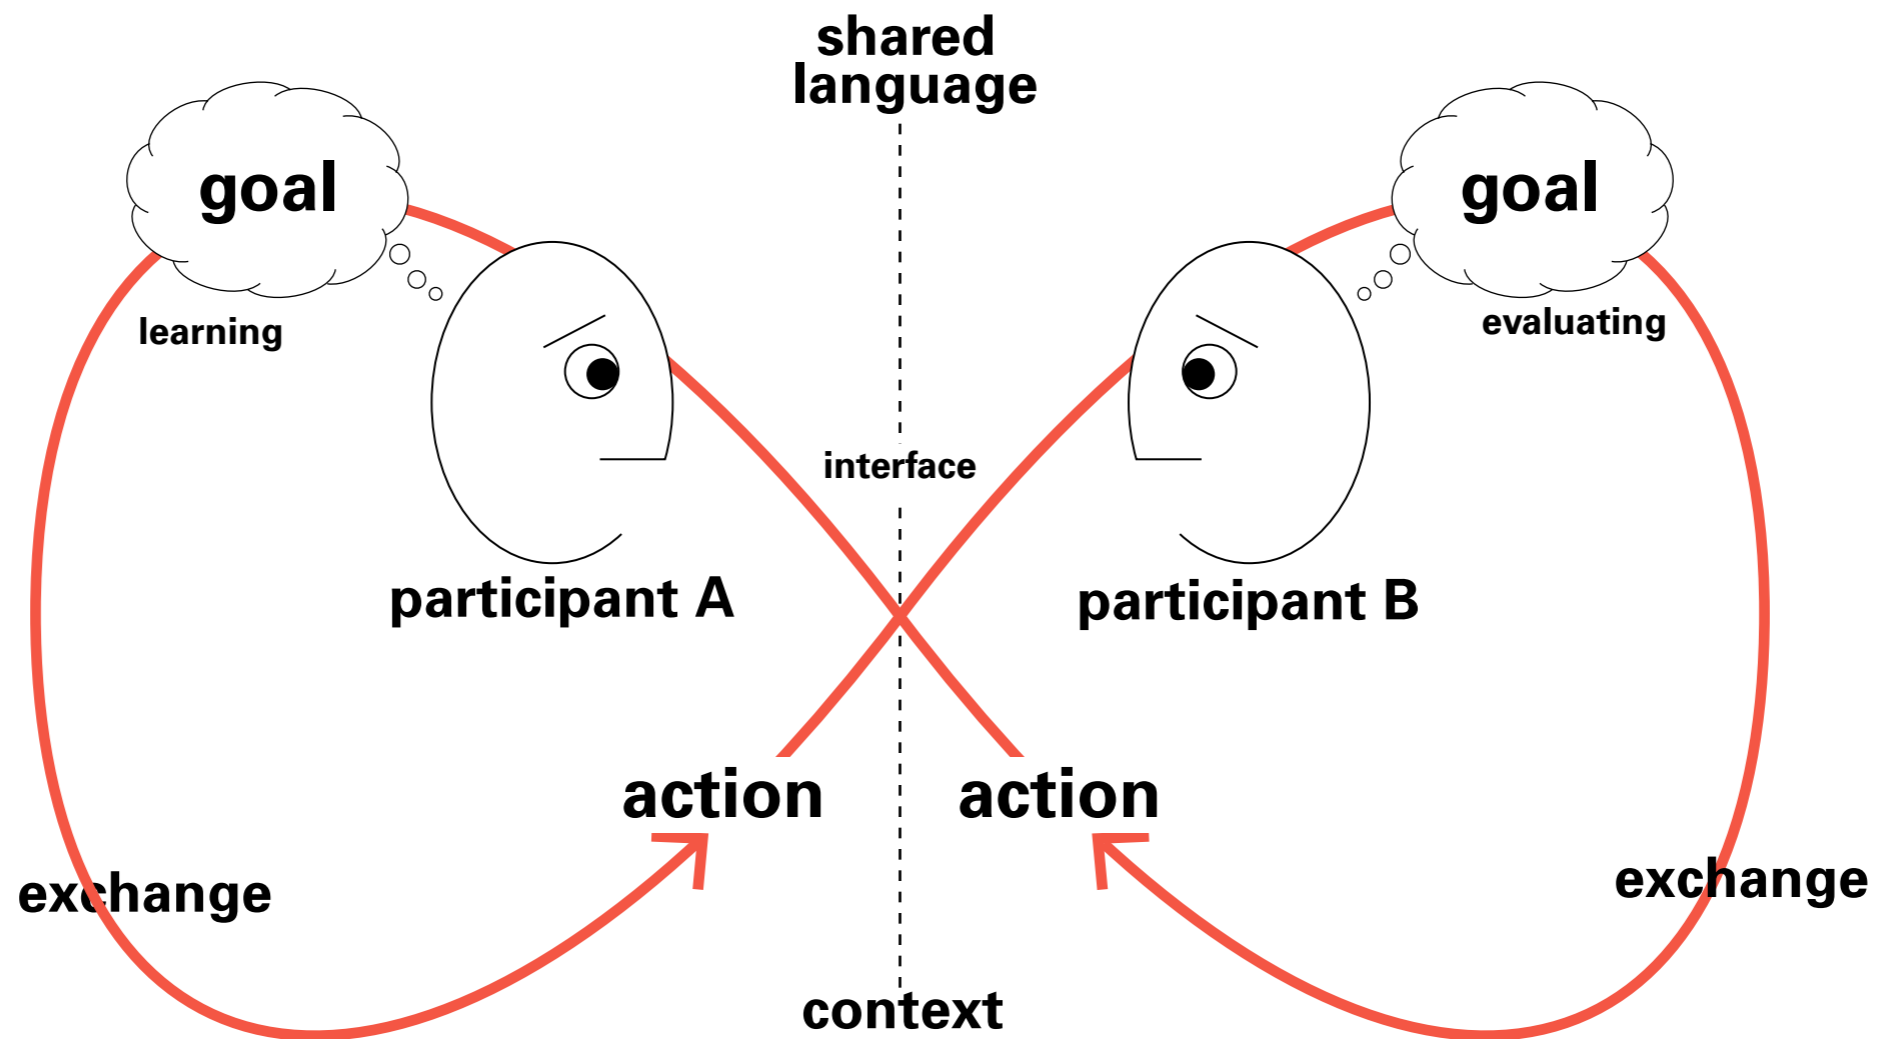 shared
language
goal
goal
learning
evaluating
interface
participant A
participant B
action
action
exchange
exchange
context